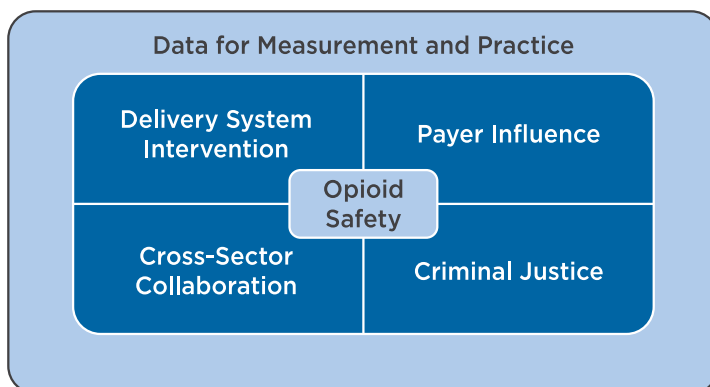 Data for Measurement and Practice
Delivery System
Intervention
Payer Influence
Opioid
Safety
Cross-Sector
Collaboration
Criminal Justice